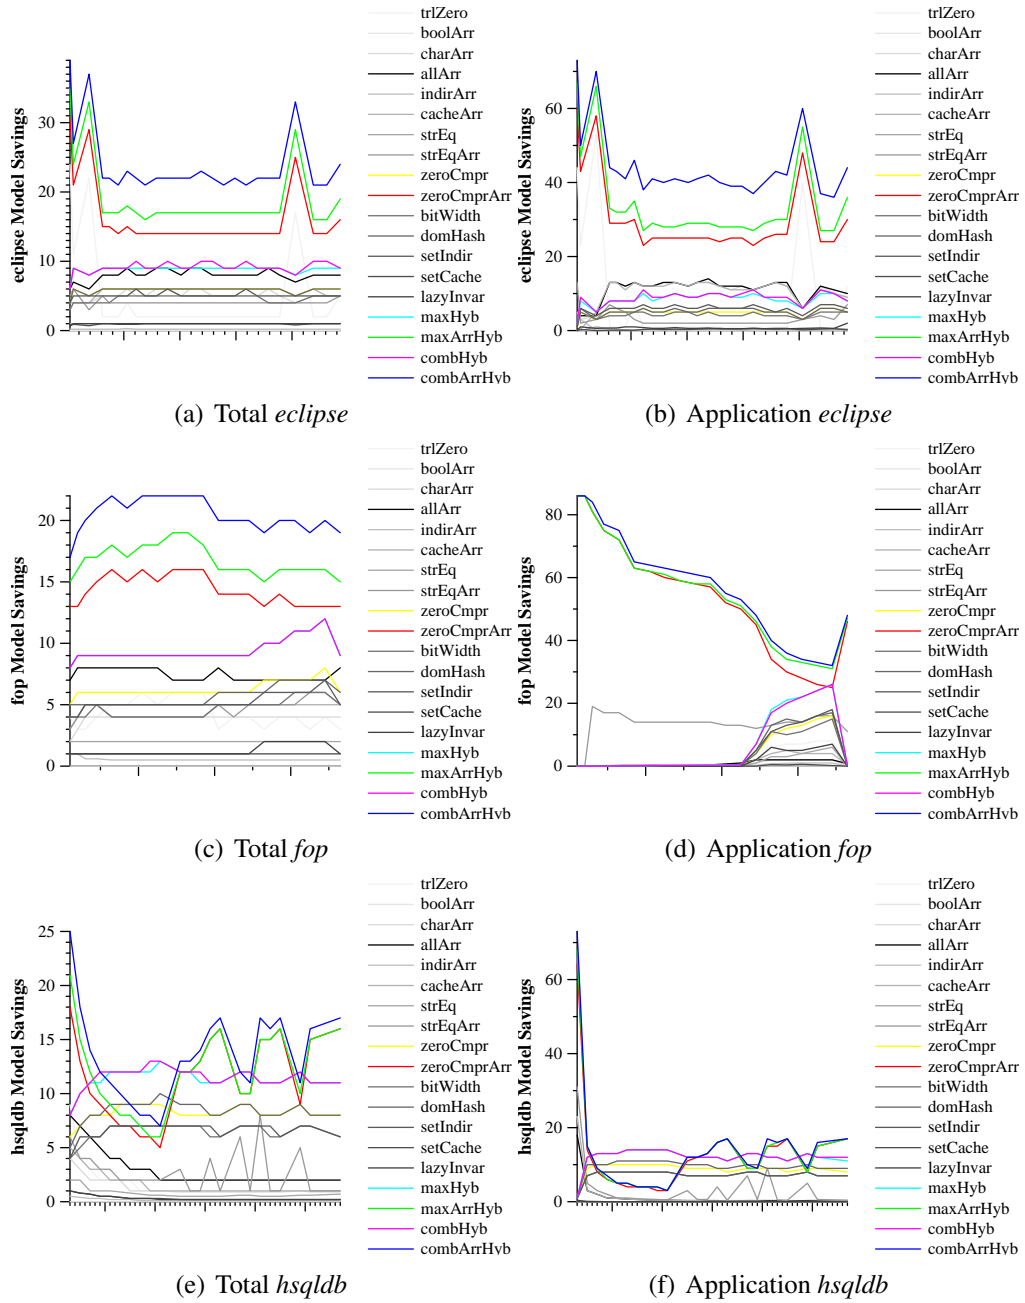 eclipse Model Savings
30
20
10
0
trlZero
boolArr
charArr
allArr
indirArr
cacheArr
strEq
strEqArr
zeroCmpr
zeroCmprArr
bitWidth
domHash
setIndir
setCache
lazyInvar
maxHyb
maxArrHyb
combHyb
combArrHyb
(a) Total eclipse
eclipse Model Savings
60
40
20
0
trlZero
boolArr
charArr
allArr
indirArr
cacheArr
strEq
strEqArr
zeroCmpr
zeroCmprArr
bitWidth
domHash
setIndir
setCache
lazyInvar
maxHyb
maxArrHyb
combHyb
combArrHyb
(b) Application eclipse
fop Model Savings
20
15
10
5
0
trlZero
boolArr
charArr
allArr
indirArr
cacheArr
strEq
strEqArr
zeroCmpr
zeroCmprArr
bitWidth
domHash
setIndir
setCache
lazyInvar
maxHyb
maxArrHyb
combHyb
combArrHyb
(c) Total fop
fop Model Savings
80
60
40
20
0
trlZero
boolArr
charArr
allArr
indirArr
cacheArr
strEq
strEqArr
zeroCmpr
zeroCmprArr
bitWidth
domHash
setIndir
setCache
lazyInvar
maxHyb
maxArrHyb
combHyb
combArrHyb
(d) Application fop
hsqldb Model Savings
25
20
15
10
5
0
trlZero
boolArr
charArr
allArr
indirArr
cacheArr
strEq
strEqArr
zeroCmpr
zeroCmprArr
bitWidth
domHash
setIndir
setCache
lazyInvar
maxHyb
maxArrHyb
combHyb
combArrHyb
(e) Total hsqldb
hsqldb Model Savings
60
40
20
0
trlZero
boolArr
charArr
allArr
indirArr
cacheArr
strEq
strEqArr
zeroCmpr
zeroCmprArr
bitWidth
domHash
setIndir
setCache
lazyInvar
maxHyb
maxArrHyb
combHyb
combArrHyb
(f) Application hsqldb